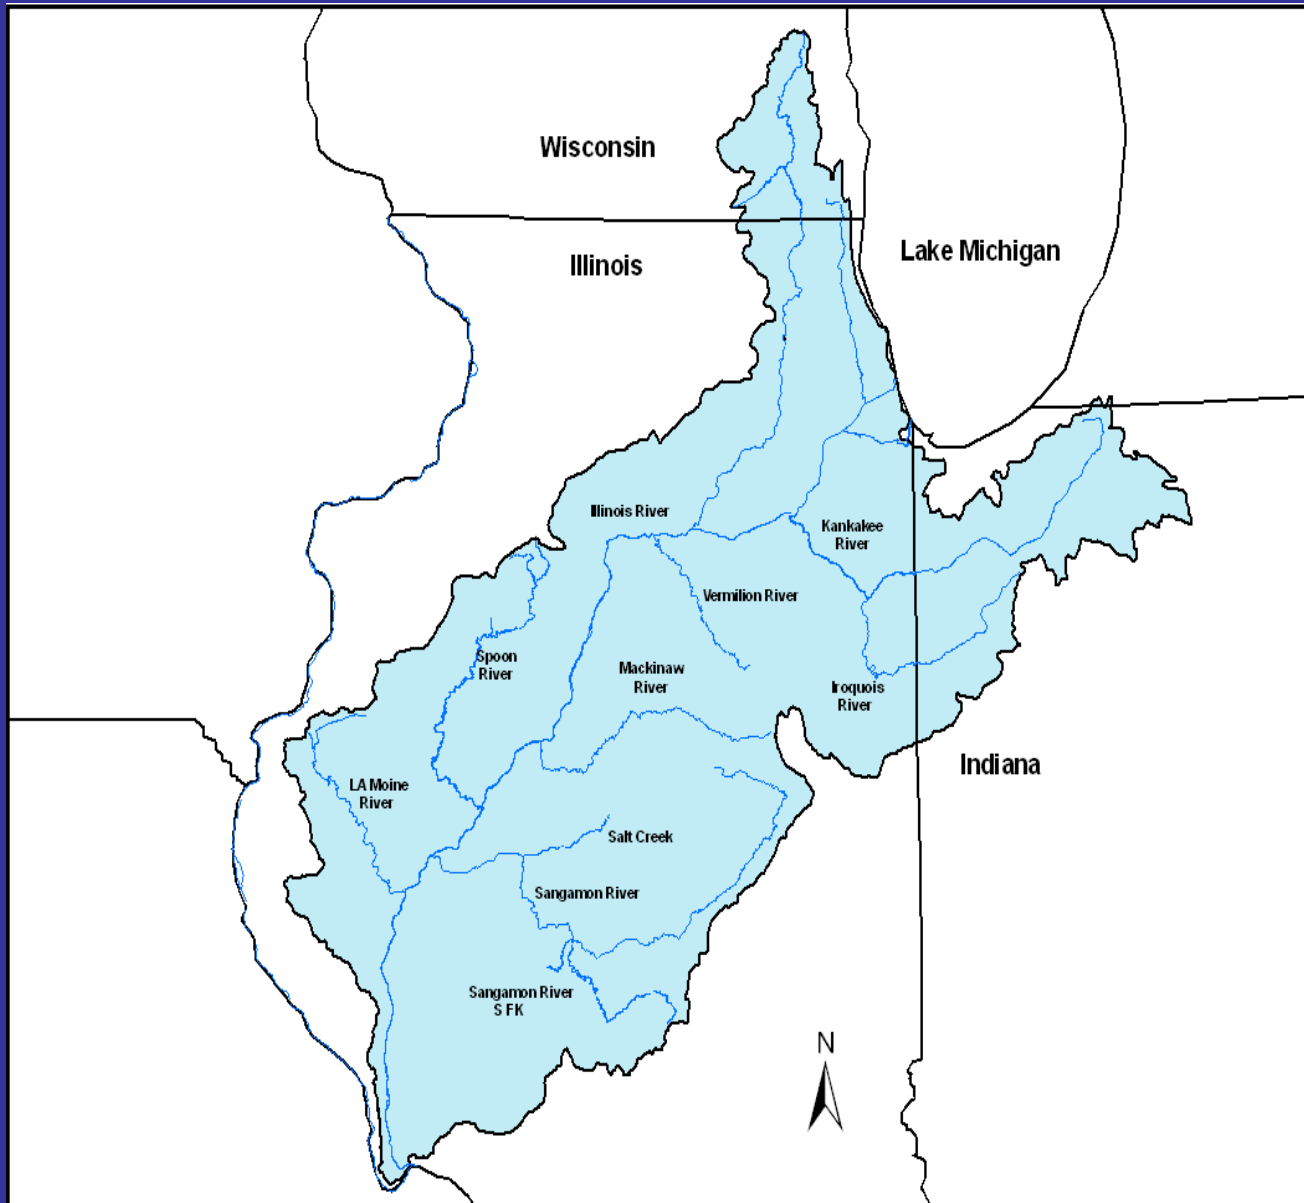 Wisconsin
Illinois
Lake Michigan
Illinois River
Kankakee
River
Vermilion River
Spoon
River
Mackinaw
River
Iroquois
River
Indiana
LA Moine
River
Salt Creek
Sangamon River
Sangamon River
S FK
N